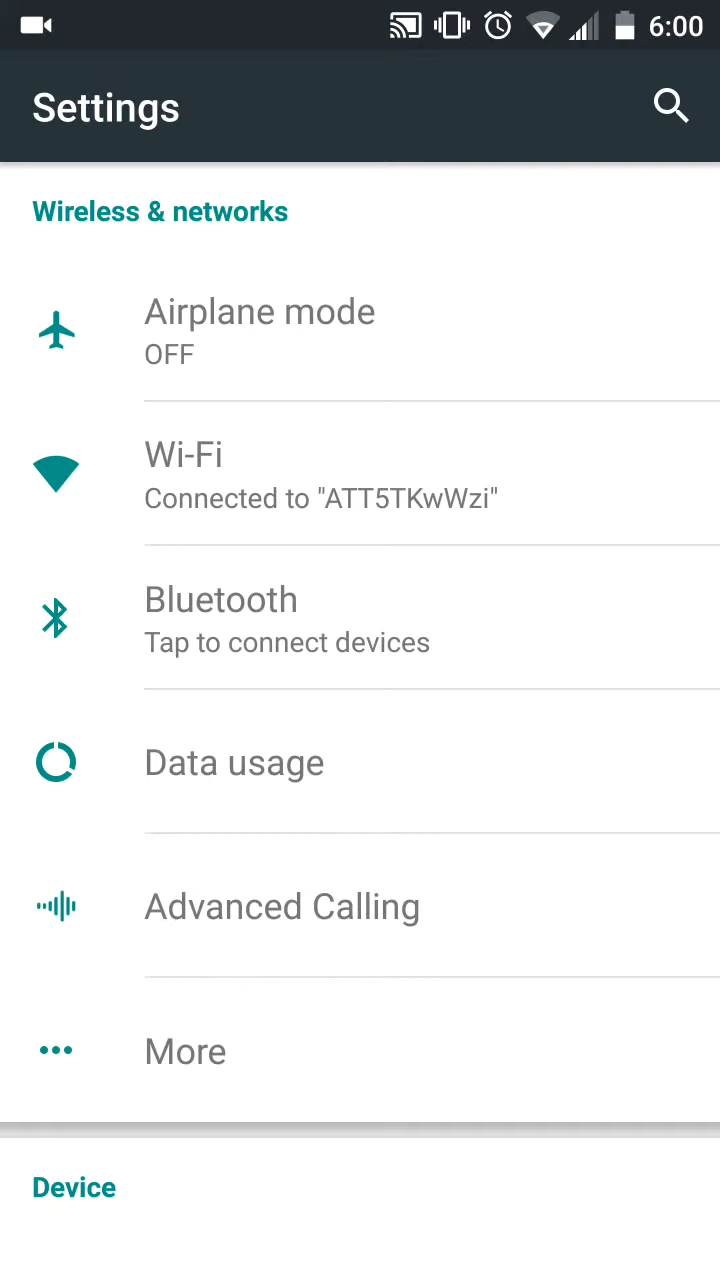 6:00
Settings
Wireless & networks
Airplane mode
OFF
Wi-Fi
Connected to "ATT5TKwWzi"
Bluetooth
Tap to connect devices
Data usage
Advanced Calling
More
Device